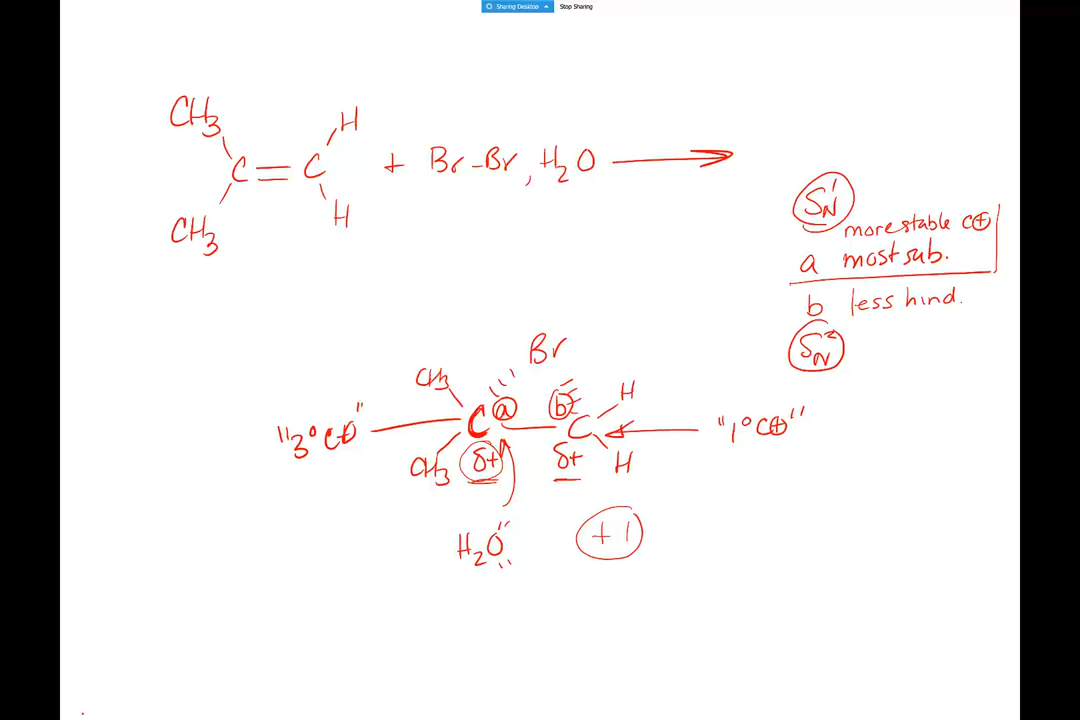 Sharing Desktop Stop Sharing
CH3 H
C = C + Br-Br, H2O
CH3 H
SN1
more stable C⊕
a most sub.
b less hind.
SN2
Br
CH3 a b H
"3° C⊕" C C "1° C⊕"
CH3 δ+ δ+ H
H2O +1